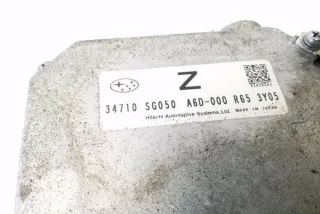 Z
34710 SG050 A6D-000 R65 3Y05
Hitachi Automotive Systems, Ltd. MADE IN JAPAN